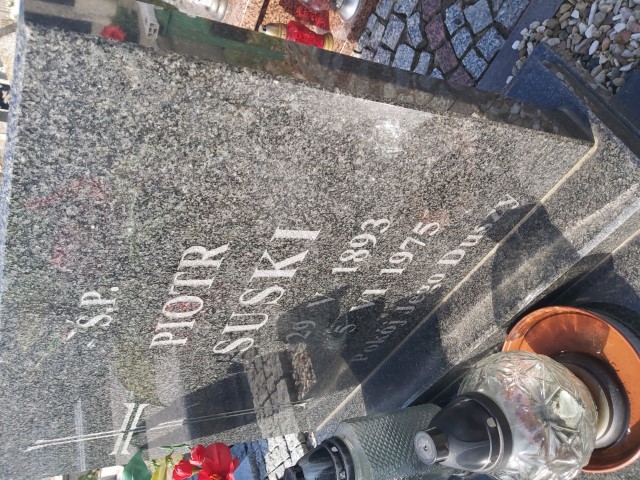 Ś.P.
PIOTR
SUSKI
29 V 1893
5 VI 1975
Pokój Jego Duszy